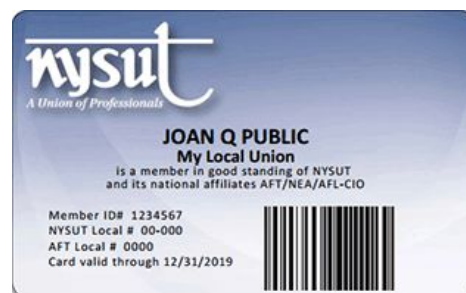 nysut
A Union of Professionals
JOAN Q PUBLIC
My Local Union
is a member in good standing of NYSUT
and its national affiliates AFT/NEA/AFL-CIO
Member ID# 1234567
NYSUT Local # 00-000
AFT Local # 0000
Card valid through 12/31/2019